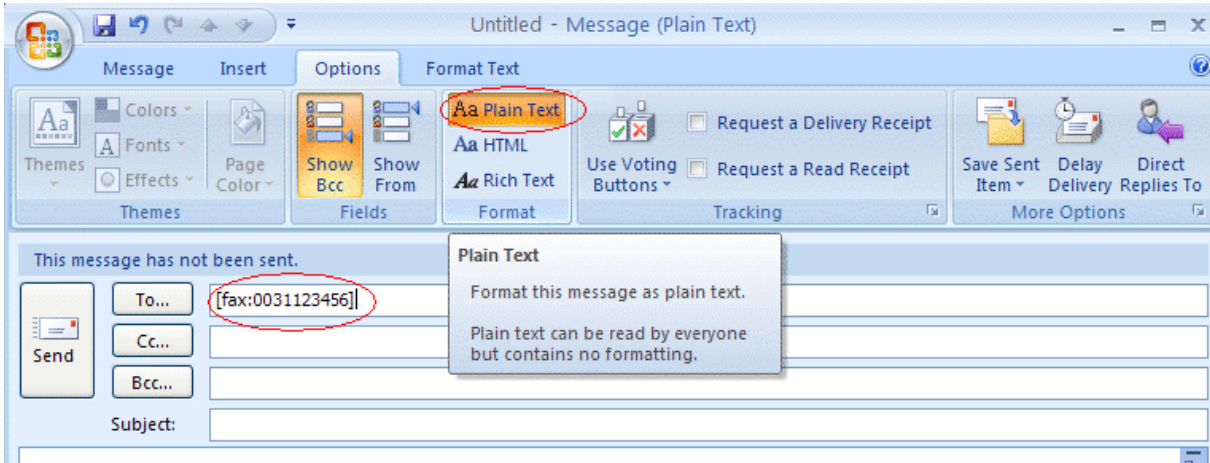 Untitled - Message (Plain Text)
Message Insert Options Format Text
Aa
Themes
Colors
A Fonts
Effects
Page
Color
Themes
Show
Bcc
Show
From
Fields
Aa Plain Text
Aa HTML
Aa Rich Text
Format
Use Voting
Buttons
Request a Delivery Receipt
Request a Read Receipt
Tracking
Save Sent
Item
Delay
Delivery
Direct
Replies To
More Options
This message has not been sent.
Send
To... [fax:0031123456]
Cc...
Bcc...
Subject:
Plain Text
Format this message as plain text.
Plain text can be read by everyone
but contains no formatting.